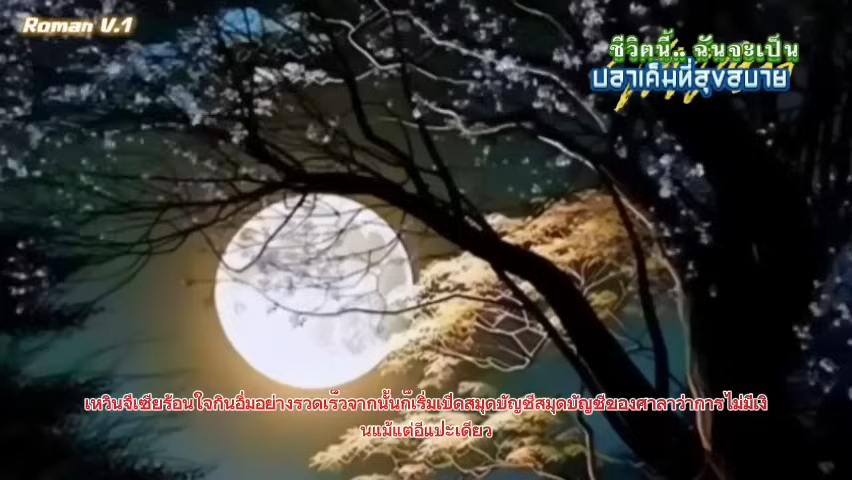 Roman V.1
ชีวิตนี้.. ฉันจะเป็น
ปลาเค็มที่สุขสบาย
เหวินจีเซียร้อนใจกินอิ่มอย่างรวดเร็วจากนั้นก็เริ่มเปิดสมุดบัญชีสมุดบัญชีของศาลาว่าการไม่มีเงิ
นแม้แต่อีแปะเดียว